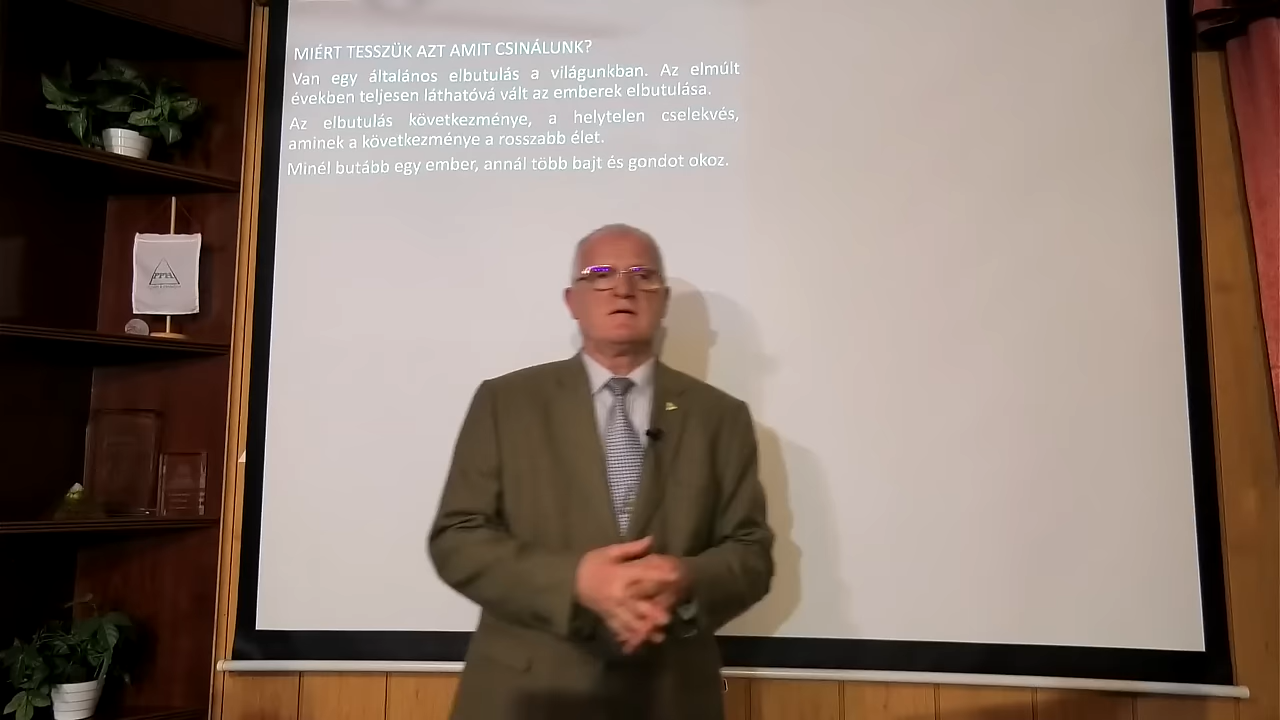 MIÉRT TESSZÜK AZT AMIT CSINÁLUNK?
Van egy általános elbutulás a világunkban. Az elmúlt
években teljesen láthatóvá vált az emberek elbutulása.
Az elbutulás következménye, a helytelen cselekvés,
aminek a következménye a rosszabb élet.
Minél butább egy ember, annál több bajt és gondot okoz.